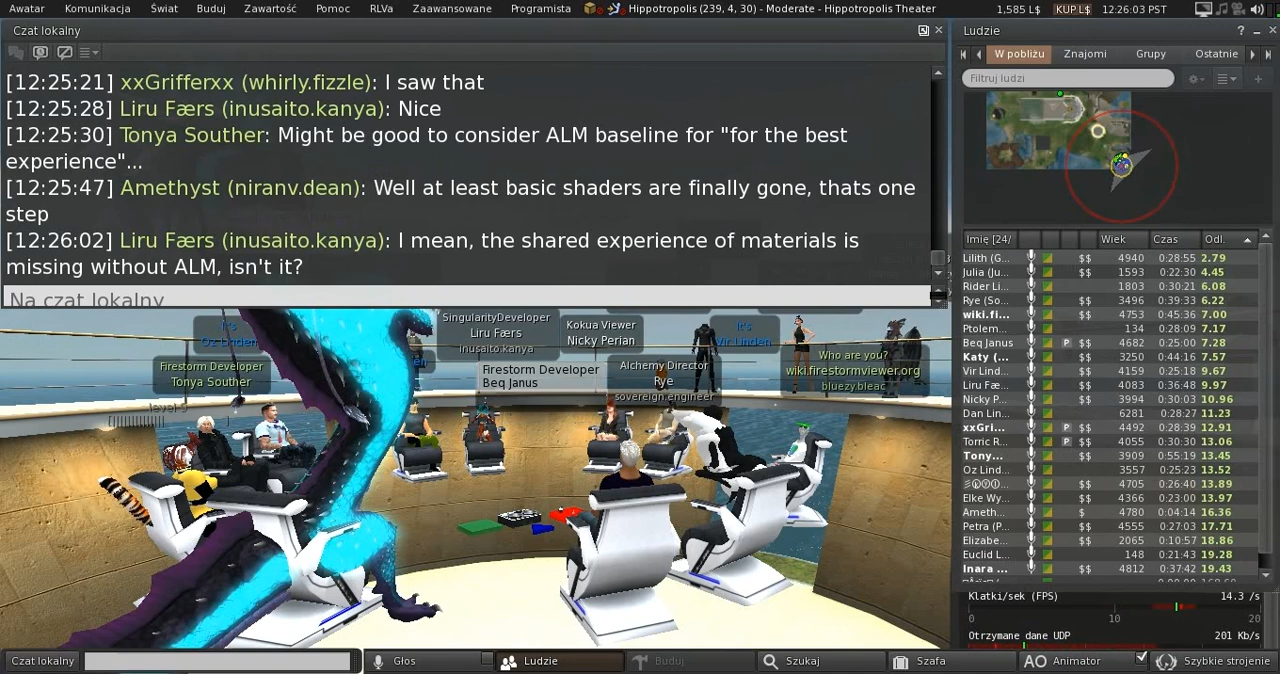 Awatar Komunikacja Świat Buduj Zawartość Pomoc RLVa Zaawansowane Programista Hippotropolis (239, 4, 30) - Moderate - Hippotropolis Theater 1,585 L$ KUP L$ 12:26:03 PST
Czat lokalny
[12:25:21] xxGrifferxx (whirly.fizzle): I saw that
[12:25:28] Liru Færs (inusaito.kanya): Nice
[12:25:30] Tonya Souther: Might be good to consider ALM baseline for "for the best
experience"...
[12:25:47] Amethyst (niranv.dean): Well at least basic shaders are finally gone, thats one
step
[12:26:02] Liru Færs (inusaito.kanya): I mean, the shared experience of materials is
missing without ALM, isn't it?
Na czat lokalny
It's
Oz Linden
Firestorm Developer
Tonya Souther
level 9
SingularityDeveloper
Liru Færs
inusaito.kanya
Kokua Viewer
Nicky Perian
Firestorm Developer
Beq Janus
Alchemy Director
Rye
sovereign.engineer
It's
Vir Linden
Who are you?
wiki.firestormviewer.org
bluezy.bleac
Ludzie
W pobliżu Znajomi Grupy Ostatnie
Filtruj ludzi
Imię [24/ Wiek Czas Odl.
Lilith (G... $$ 4940 0:28:55 2.79
Julia (Ju... $$ 1593 0:22:30 4.45
Rider Li... 1803 0:30:21 6.08
Rye (So... $$ 3496 0:39:33 6.22
wiki.fi... $$ 4753 0:45:36 7.00
Ptolem... 134 0:28:09 7.17
Beq Janus P $$ 4682 0:25:00 7.28
Katy (... $$ 3250 0:44:16 7.57
Vir Lind... $$ 4159 0:25:18 9.67
Liru Fæ... $$ 4083 0:36:48 9.97
Nicky P... $$ 3994 0:30:03 10.96
Dan Lin... 6281 0:28:27 11.23
xxGri... P $$ 4492 0:28:39 12.91
Torric R... P $$ 4055 0:30:30 13.06
Tony... $$ 3909 0:55:19 13.45
Oz Lind... 3557 0:25:23 13.52
$$ 4705 0:26:40 13.89
Elke Wy... $$ 4366 0:23:00 13.97
Ameth... $ 4780 0:04:14 16.36
Petra (P... $$ 4555 0:27:03 17.71
Elizabe... $$ 2065 0:10:57 18.86
Euclid L... 148 0:21:43 19.28
Inara ... $$ 4812 0:37:42 19.43
Klatki/sek (FPS) 14.3 /s
0 10 20
Otrzymane dane UDP 201 Kb/s
Czat lokalny Głos Ludzie Buduj Szukaj Szafa AO Animator Szybkie strojenie